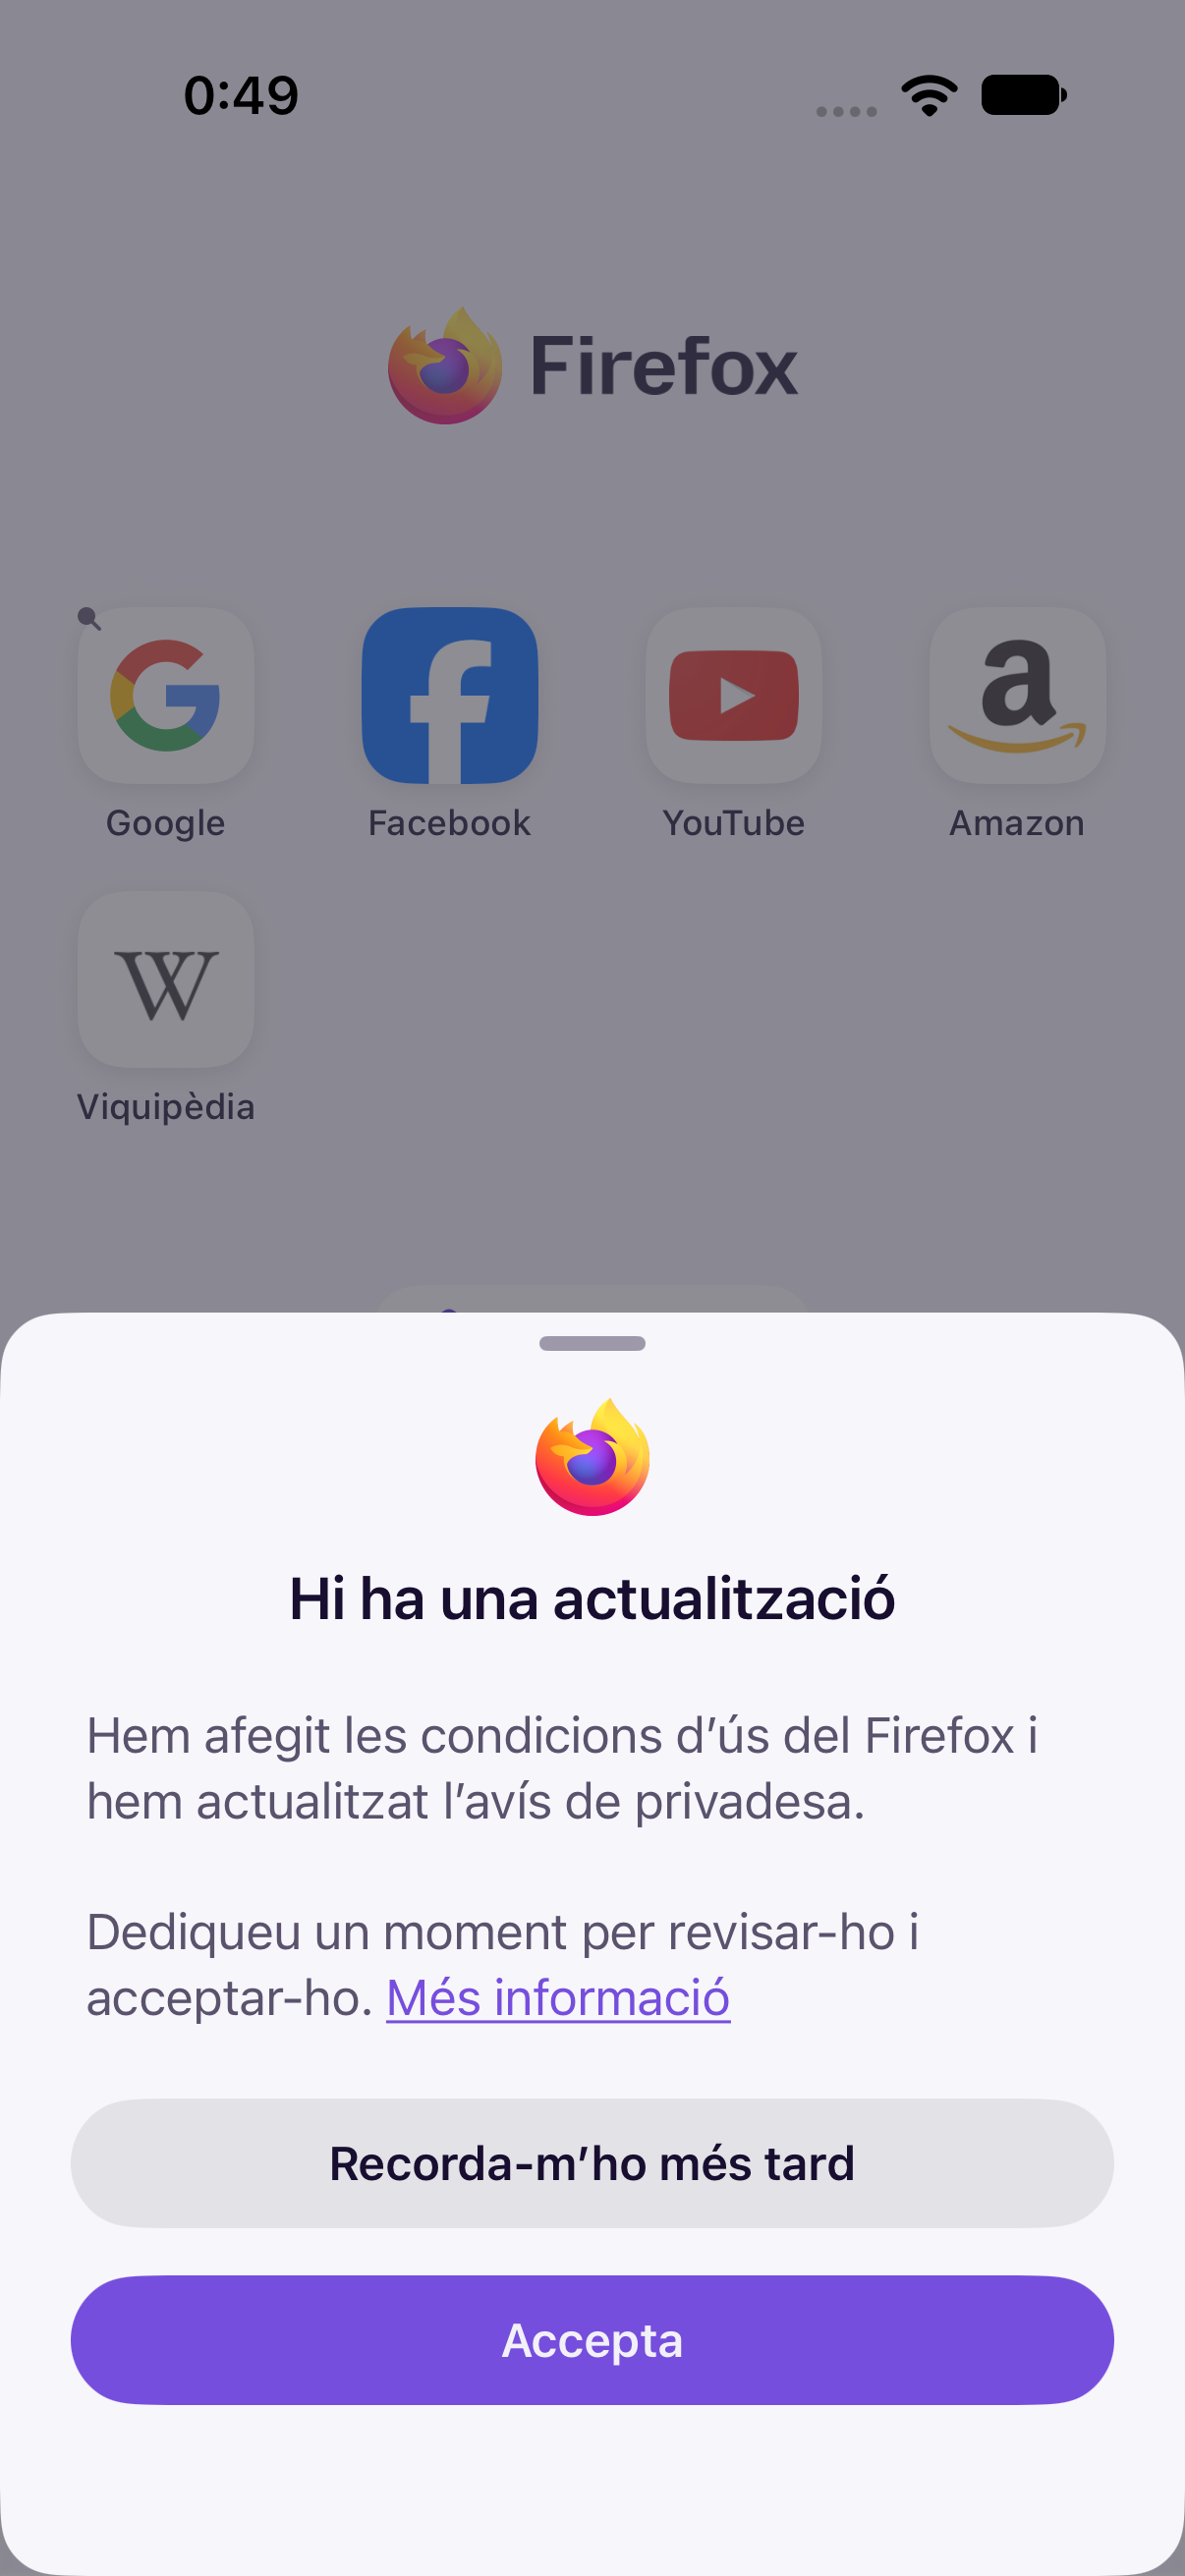 0:49
Firefox
Google
Facebook
YouTube
Amazon
Viquipèdia
Hi ha una actualització
Hem afegit les condicions d’ús del Firefox i
hem actualitzat l’avís de privadesa.
Dediqueu un moment per revisar-ho i
acceptar-ho. Més informació
Recorda-m’ho més tard
Accepta